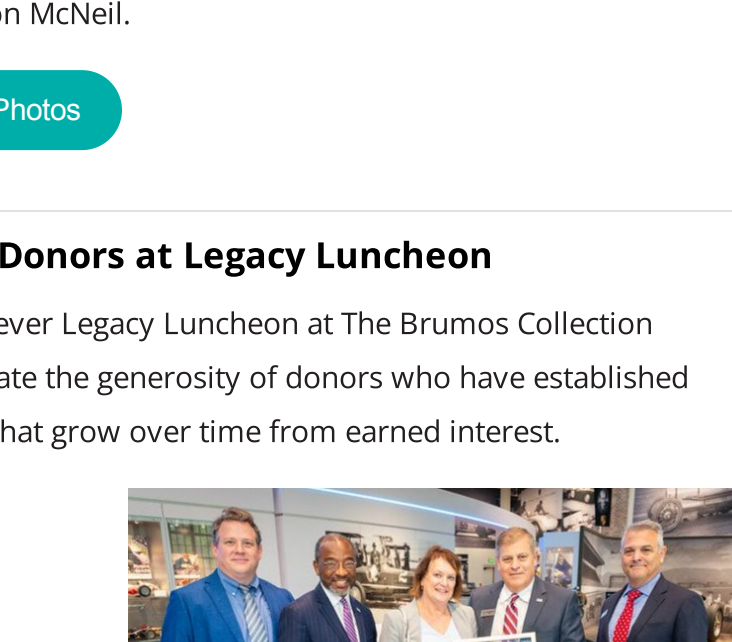 on McNeil.
Photos
Donors at Legacy Luncheon
ever Legacy Luncheon at The Brumos Collection
ate the generosity of donors who have established
hat grow over time from earned interest.